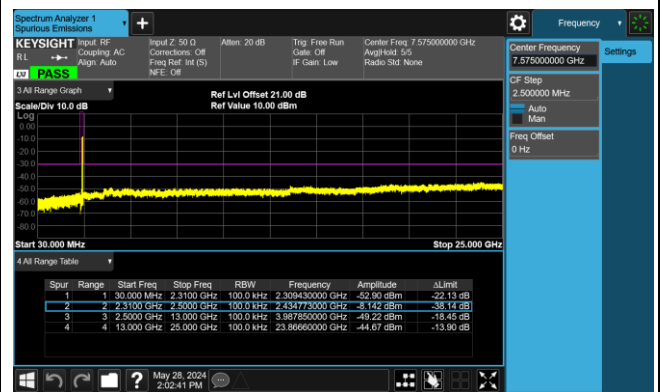 Spectrum Analyzer 1
Spurious Emissions
Frequency
KEYSIGHT
RL
LXI PASS
Input: RF
Coupling: AC
Align: Auto
Input Z: 50 Ω
Corrections: Off
Freq Ref: Int (S)
NFE: Off
Atten: 20 dB
Trig: Free Run
Gate: Off
IF Gain: Low
Center Freq: 7.575000000 GHz
Avg|Hold: 5/5
Radio Std: None
Center Frequency
7.575000000 GHz
Settings
CF Step
2.500000 MHz
Auto
Man
Freq Offset
0 Hz
3 All Range Graph
Scale/Div 10.0 dB
Ref Lvl Offset 21.00 dB
Ref Value 10.00 dBm
Log
0.00
-10.0
-20.0
-30.0
-40.0
-50.0
-60.0
-70.0
-80.0
Start 30.000 MHz
Stop 25.000 GHz
4 All Range Table
Spur Range Start Freq Stop Freq RBW Frequency Amplitude ΔLimit
1 1 30.000 MHz 2.3100 GHz 100.0 kHz 2.309430000 GHz -52.90 dBm -22.13 dB
2 2 2.3100 GHz 2.5000 GHz 100.0 kHz 2.434773000 GHz -8.142 dBm -38.14 dB
3 3 2.5000 GHz 13.000 GHz 100.0 kHz 3.987850000 GHz -49.22 dBm -18.45 dB
4 4 13.000 GHz 25.000 GHz 100.0 kHz 23.86660000 GHz -44.67 dBm -13.90 dB
May 28, 2024
2:02:41 PM